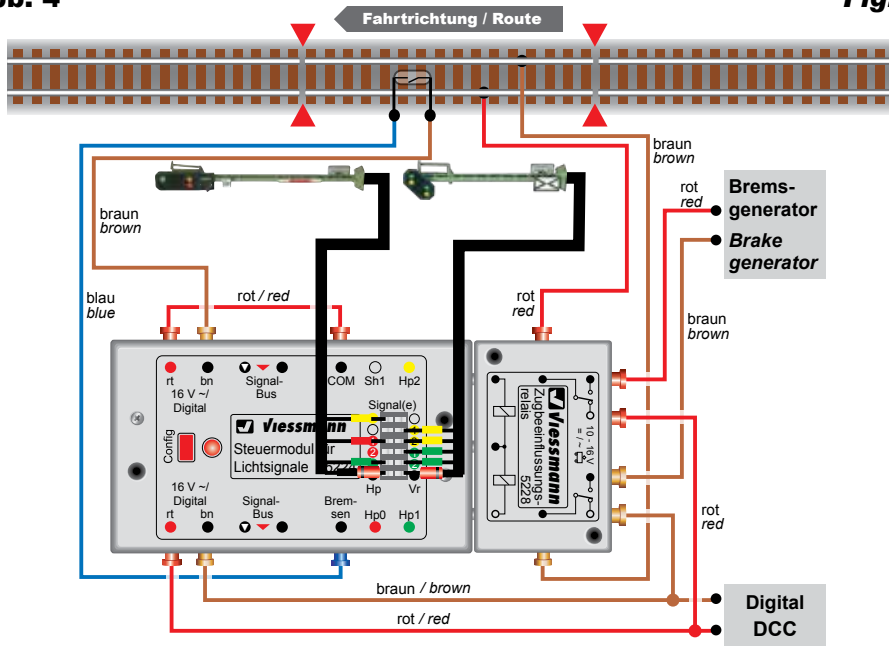 Fahrtrichtung / Route
braun
brown
rot
red
Brems-
generator
Brake
generator
braun
brown
blau
blue
rot / red
rot
red
braun
brown
rt bn Signal- COM Sh1 Hp2
16 V ~/ Bus
Digital
Signal(e)
Config
Viessmann
Steuermodul für
Lichtsignale
Hp Vr
16 V ~/ Signal- Brem-
Digital Bus sen
rt bn Hp0 Hp1
Viessmann
Zugbeeinflussungs-
relais 5228
10 - 16 V
= / ~
rot
red
braun / brown
rot / red
Digital
DCC